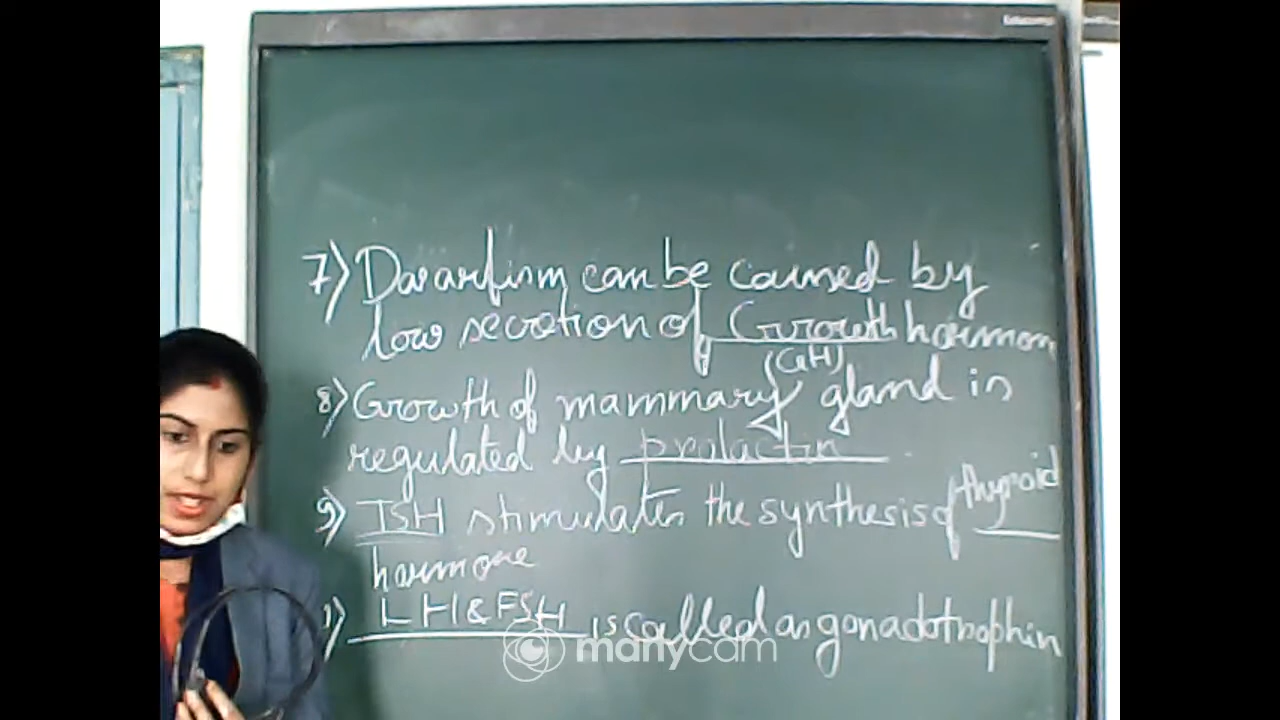 Educomp
7) Dwarfism can be caused by
low secretion of Growth hormon
(GH)
8) Growth of mammary gland is
regulated by prolactin
9) TSH stimulates the synthesis of thyroid
hormone
LH & FSH is called as gonadotrophin
manycam